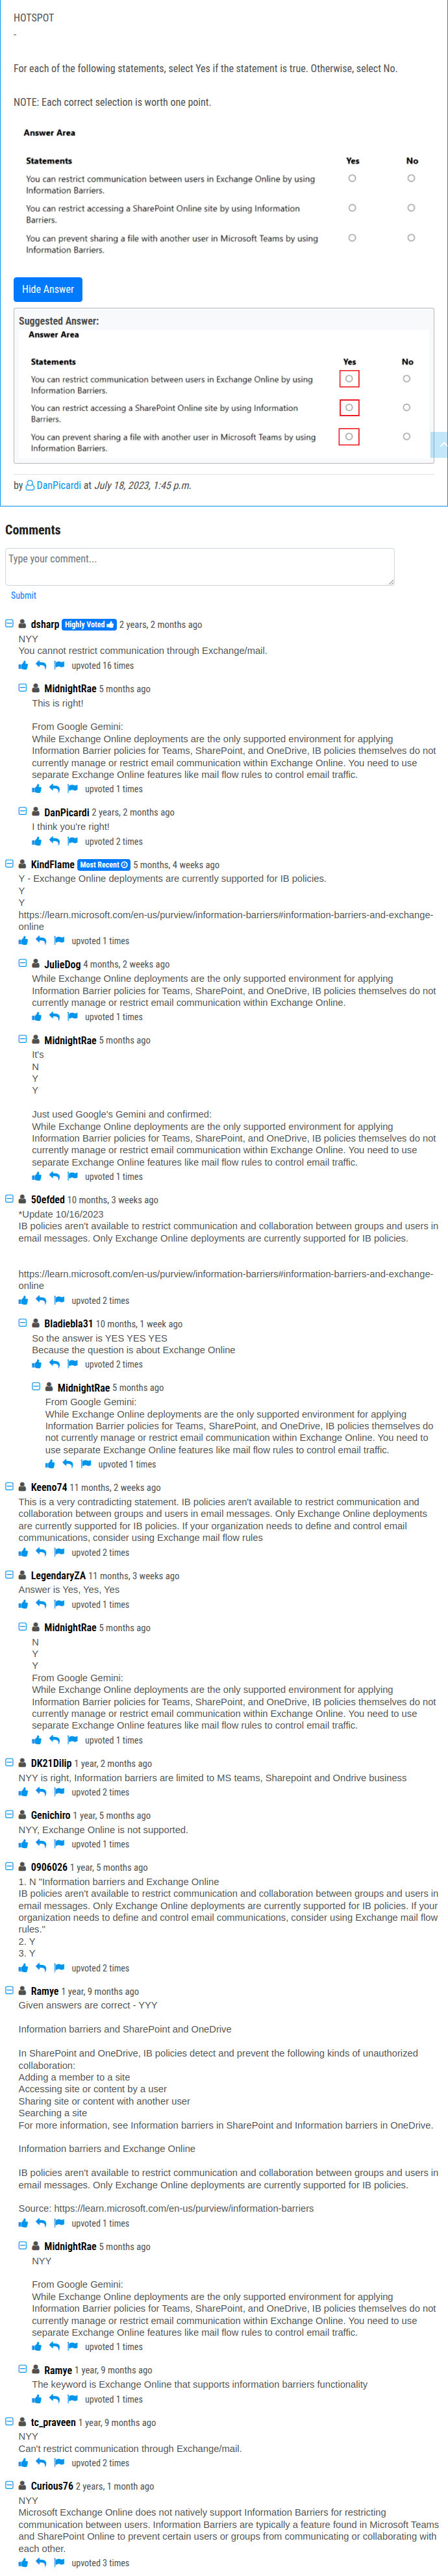 HOTSPOT
-
For each of the following statements, select Yes if the statement is true. Otherwise, select No.
NOTE: Each correct selection is worth one point.
Answer Area
Statements Yes No
You can restrict communication between users in Exchange Online by using
Information Barriers.
You can restrict accessing a SharePoint Online site by using Information
Barriers.
You can prevent sharing a file with another user in Microsoft Teams by using
Information Barriers.
Hide Answer
Suggested Answer:
Answer Area
Statements Yes No
You can restrict communication between users in Exchange Online by using
Information Barriers.
You can restrict accessing a SharePoint Online site by using Information
Barriers.
You can prevent sharing a file with another user in Microsoft Teams by using
Information Barriers.
by DanPicardi at July 18, 2023, 1:45 p.m.
Comments
Type your comment...
Submit
dsharp Highly Voted 2 years, 2 months ago
NYY
You cannot restrict communication through Exchange/mail.
upvoted 16 times
MidnightRae 5 months ago
This is right!
From Google Gemini:
While Exchange Online deployments are the only supported environment for applying
Information Barrier policies for Teams, SharePoint, and OneDrive, IB policies themselves do not
currently manage or restrict email communication within Exchange Online. You need to use
separate Exchange Online features like mail flow rules to control email traffic.
upvoted 1 times
DanPicardi 2 years, 2 months ago
I think you're right!
upvoted 2 times
KindFlame Most Recent 5 months, 4 weeks ago
Y - Exchange Online deployments are currently supported for IB policies.
Y
Y
https://learn.microsoft.com/en-us/purview/information-barriers#information-barriers-and-exchange-
online
upvoted 1 times
JulieDog 4 months, 2 weeks ago
While Exchange Online deployments are the only supported environment for applying
Information Barrier policies for Teams, SharePoint, and OneDrive, IB policies themselves do not
currently manage or restrict email communication within Exchange Online.
upvoted 1 times
MidnightRae 5 months ago
It's
N
Y
Y
Just used Google's Gemini and confirmed:
While Exchange Online deployments are the only supported environment for applying
Information Barrier policies for Teams, SharePoint, and OneDrive, IB policies themselves do not
currently manage or restrict email communication within Exchange Online. You need to use
separate Exchange Online features like mail flow rules to control email traffic.
upvoted 1 times
50efded 10 months, 3 weeks ago
*Update 10/16/2023
IB policies aren't available to restrict communication and collaboration between groups and users in
email messages. Only Exchange Online deployments are currently supported for IB policies.
https://learn.microsoft.com/en-us/purview/information-barriers#information-barriers-and-exchange-
online
upvoted 2 times
Bladiebla31 10 months, 1 week ago
So the answer is YES YES YES
Because the question is about Exchange Online
upvoted 2 times
MidnightRae 5 months ago
From Google Gemini:
While Exchange Online deployments are the only supported environment for applying
Information Barrier policies for Teams, SharePoint, and OneDrive, IB policies themselves do
not currently manage or restrict email communication within Exchange Online. You need to
use separate Exchange Online features like mail flow rules to control email traffic.
upvoted 1 times
Keeno74 11 months, 2 weeks ago
This is a very contradicting statement. IB policies aren't available to restrict communication and
collaboration between groups and users in email messages. Only Exchange Online deployments
are currently supported for IB policies. If your organization needs to define and control email
communications, consider using Exchange mail flow rules
upvoted 2 times
LegendaryZA 11 months, 3 weeks ago
Answer is Yes, Yes, Yes
upvoted 1 times
MidnightRae 5 months ago
N
Y
Y
From Google Gemini:
While Exchange Online deployments are the only supported environment for applying
Information Barrier policies for Teams, SharePoint, and OneDrive, IB policies themselves do not
currently manage or restrict email communication within Exchange Online. You need to use
separate Exchange Online features like mail flow rules to control email traffic.
upvoted 1 times
DK21Dilip 1 year, 2 months ago
NYY is right, Information barriers are limited to MS teams, Sharepoint and Ondrive business
upvoted 2 times
Genichiro 1 year, 5 months ago
NYY, Exchange Online is not supported.
upvoted 1 times
0906026 1 year, 5 months ago
1. N "Information barriers and Exchange Online
IB policies aren't available to restrict communication and collaboration between groups and users in
email messages. Only Exchange Online deployments are currently supported for IB policies. If your
organization needs to define and control email communications, consider using Exchange mail flow
rules."
2. Y
3. Y
upvoted 2 times
Ramye 1 year, 9 months ago
Given answers are correct - YYY
Information barriers and SharePoint and OneDrive
In SharePoint and OneDrive, IB policies detect and prevent the following kinds of unauthorized
collaboration:
Adding a member to a site
Accessing site or content by a user
Sharing site or content with another user
Searching a site
For more information, see Information barriers in SharePoint and Information barriers in OneDrive.
Information barriers and Exchange Online
IB policies aren't available to restrict communication and collaboration between groups and users in
email messages. Only Exchange Online deployments are currently supported for IB policies.
Source: https://learn.microsoft.com/en-us/purview/information-barriers
upvoted 1 times
MidnightRae 5 months ago
NYY
From Google Gemini:
While Exchange Online deployments are the only supported environment for applying
Information Barrier policies for Teams, SharePoint, and OneDrive, IB policies themselves do not
currently manage or restrict email communication within Exchange Online. You need to use
separate Exchange Online features like mail flow rules to control email traffic.
upvoted 1 times
Ramye 1 year, 9 months ago
The keyword is Exchange Online that supports information barriers functionality
upvoted 1 times
tc_praveen 1 year, 9 months ago
NYY
Can't restrict communication through Exchange/mail.
upvoted 2 times
Curious76 2 years, 1 month ago
NYY
Microsoft Exchange Online does not natively support Information Barriers for restricting
communication between users. Information Barriers are typically a feature found in Microsoft Teams
and SharePoint Online to prevent certain users or groups from communicating or collaborating with
each other.
upvoted 3 times